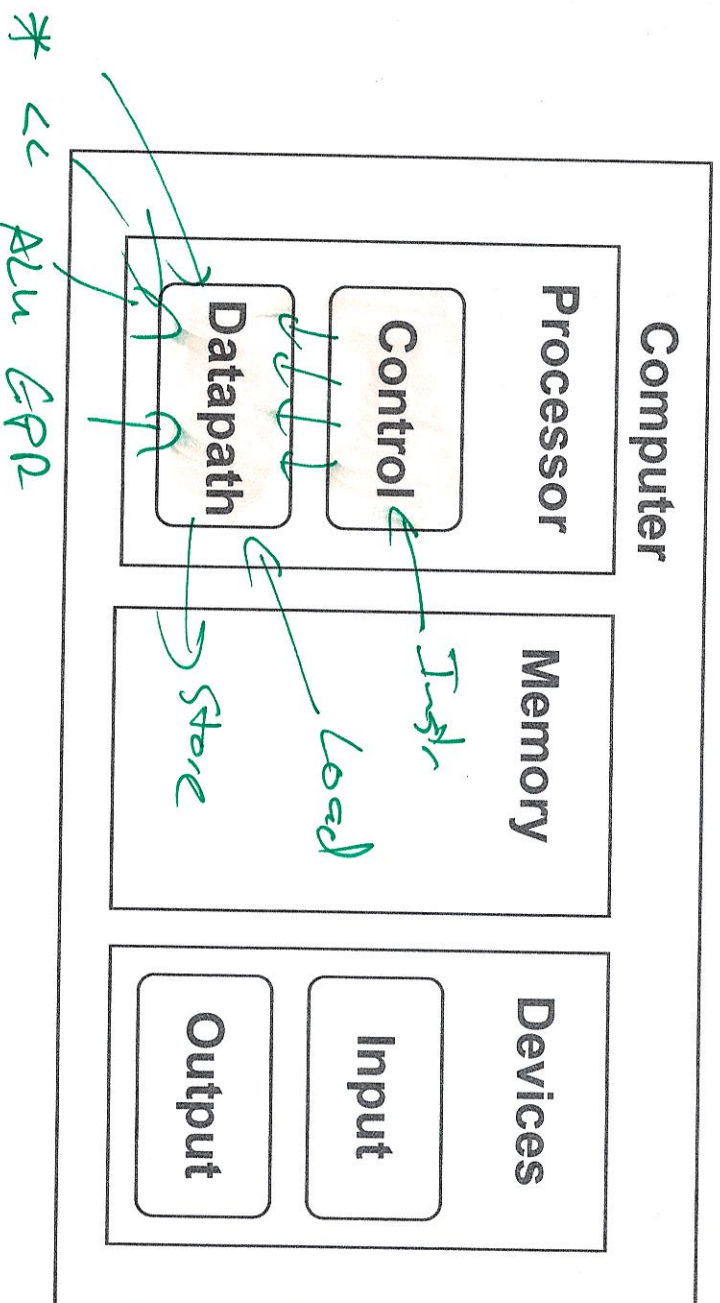 Computer
Processor
Memory
Devices
Control
Instr
Input
Load
Datapath
Store
Output
* << ALU GPR